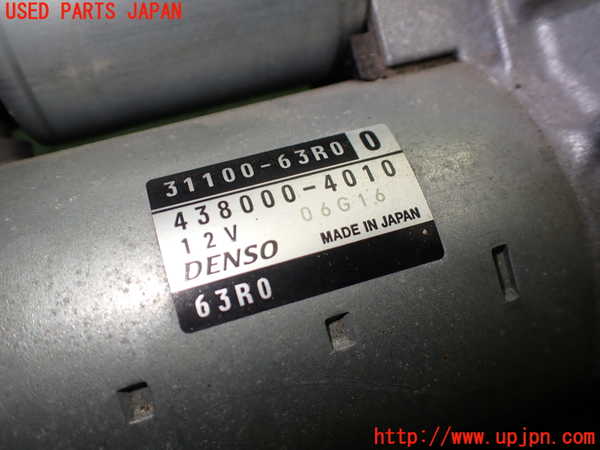 USED PARTS JAPAN
31100-63R0 0
438000-4010
12V 06G16
DENSO MADE IN JAPAN
63R0
http://www.upjpn.com/